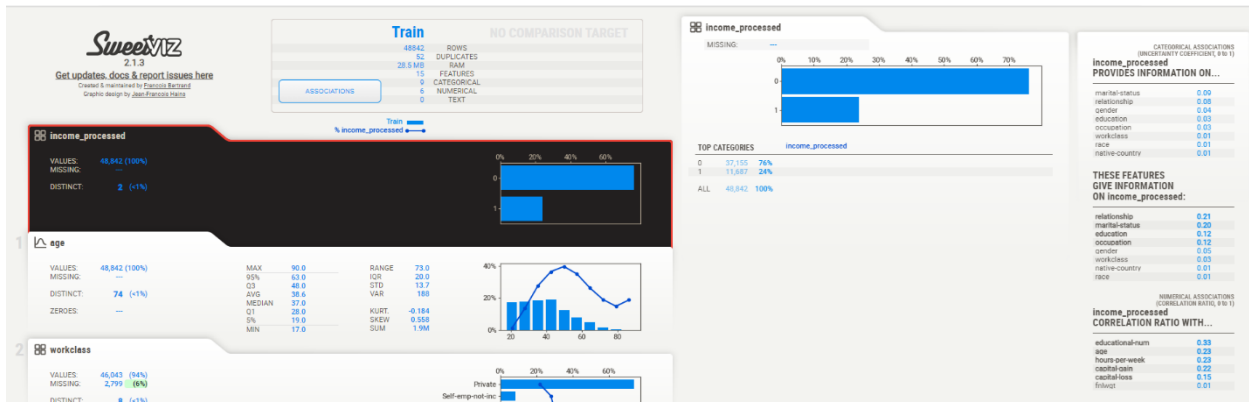 SweetVIZ
2.1.3
Get updates, docs & report issues here
Created & maintained by Francois Bertrand
Graphic design by Jean-Francois Hains
Train NO COMPARISON TARGET
48842 ROWS
52 DUPLICATES
28.5 MB RAM
15 FEATURES
9 CATEGORICAL
6 NUMERICAL
0 TEXT
ASSOCIATIONS
Train
% income_processed
income_processed
VALUES: 48,842 (100%)
MISSING: ---
DISTINCT: 2 (<1%)
0% 20% 40% 60%
0
1
1 age
VALUES: 48,842 (100%)
MISSING: ---
DISTINCT: 74 (<1%)
ZEROES: ---
MAX 90.0
95% 63.0
Q3 48.0
AVG 38.6
MEDIAN 37.0
Q1 28.0
5% 19.0
MIN 17.0
RANGE 73.0
IQR 20.0
STD 13.7
VAR 188
KURT. -0.184
SKEW 0.558
SUM 1.9M
40%
20%
0%
20 40 60 80
2 workclass
VALUES: 46,043 (94%)
MISSING: 2,799 (6%)
DISTINCT: 8 (<1%)
0% 20% 40% 60%
Private
Self-emp-not-inc
income_processed
MISSING: ---
0% 10% 20% 30% 40% 50% 60% 70%
0
1
TOP CATEGORIES income_processed
0 37,155 76%
1 11,687 24%
ALL 48,842 100%
CATEGORICAL ASSOCIATIONS
(UNCERTAINTY COEFFICIENT, 0 to 1)
income_processed
PROVIDES INFORMATION ON...
marital-status 0.09
relationship 0.08
gender 0.04
education 0.03
occupation 0.03
workclass 0.01
race 0.01
native-country 0.01
THESE FEATURES
GIVE INFORMATION
ON income_processed:
relationship 0.21
marital-status 0.20
education 0.12
occupation 0.12
gender 0.05
workclass 0.03
native-country 0.01
race 0.01
NUMERICAL ASSOCIATIONS
(CORRELATION RATIO, 0 to 1)
income_processed
CORRELATION RATIO WITH...
educational-num 0.33
age 0.23
hours-per-week 0.23
capital-gain 0.22
capital-loss 0.15
fnlwgt 0.01